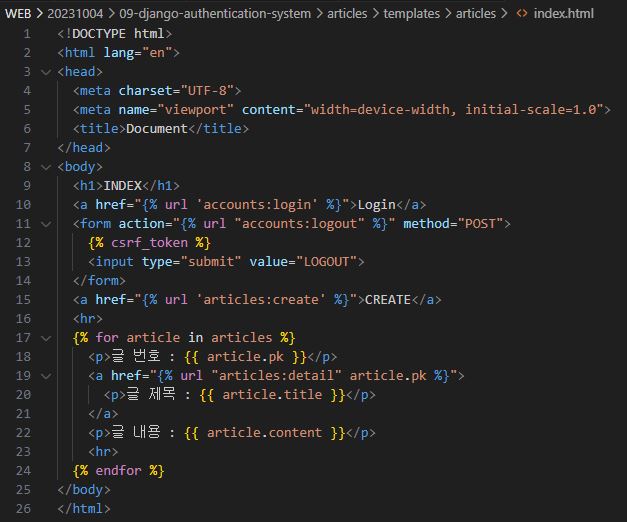 WEB > 20231004 > 09-django-authentication-system > articles > templates > articles > <> index.html
1 <!DOCTYPE html>
2 <html lang="en">
3 <head>
4   <meta charset="UTF-8">
5   <meta name="viewport" content="width=device-width, initial-scale=1.0">
6   <title>Document</title>
7 </head>
8 <body>
9   <h1>INDEX</h1>
10   <a href="{% url 'accounts:login' %}">Login</a>
11   <form action="{% url "accounts:logout" %}" method="POST">
12     {% csrf_token %}
13     <input type="submit" value="LOGOUT">
14   </form>
15   <a href="{% url 'articles:create' %}">CREATE</a>
16   <hr>
17   {% for article in articles %}
18     <p>글 번호 : {{ article.pk }}</p>
19     <a href="{% url "articles:detail" article.pk %}">
20       <p>글 제목 : {{ article.title }}</p>
21     </a>
22     <p>글 내용 : {{ article.content }}</p>
23     <hr>
24   {% endfor %}
25 </body>
26 </html>